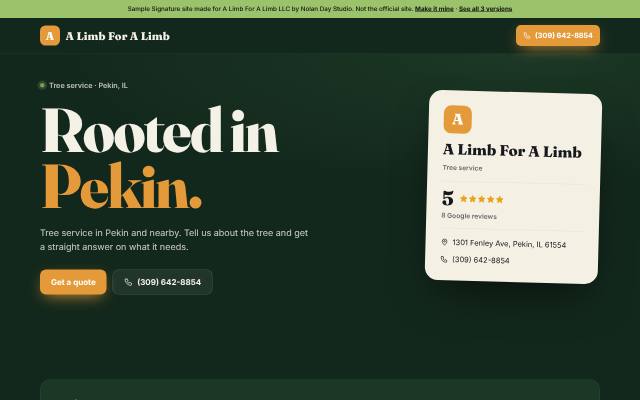 Sample Signature site made for A Limb For A Limb LLC by Nolan Day Studio. Not the official site. Make it mine · See all 3 versions
A A Limb For A Limb
(309) 642-8854
Tree service · Pekin, IL
Rooted in
Pekin.
Tree service in Pekin and nearby. Tell us about the tree and get
a straight answer on what it needs.
Get a quote
(309) 642-8854
A
A Limb For A Limb
Tree service
5
8 Google reviews
1301 Fenley Ave, Pekin, IL 61554
(309) 642-8854